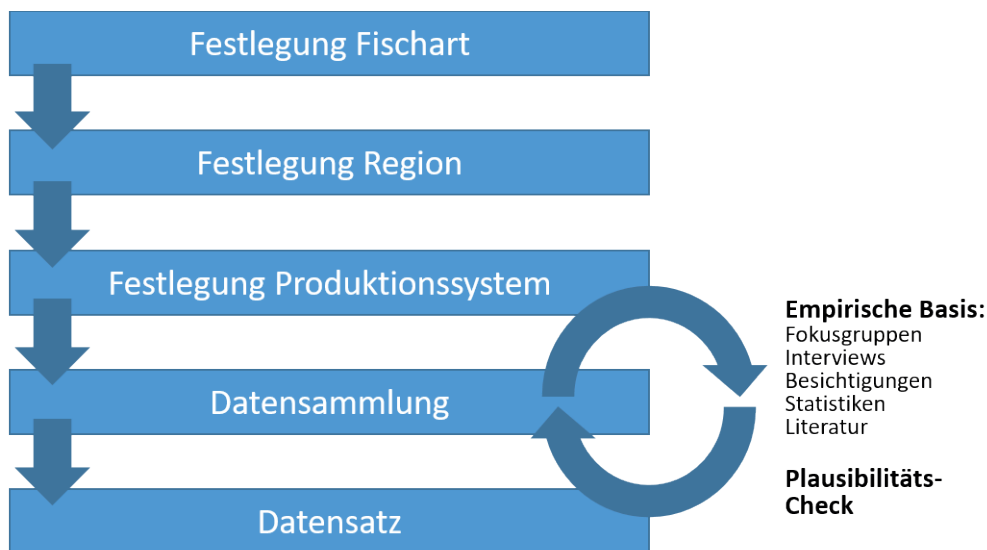 Festlegung Fischart
Festlegung Region
Festlegung Produktionssystem
Datensammlung
Datensatz
Empirische Basis:
Fokusgruppen
Interviews
Besichtigungen
Statistiken
Literatur
Plausibilitäts-
Check